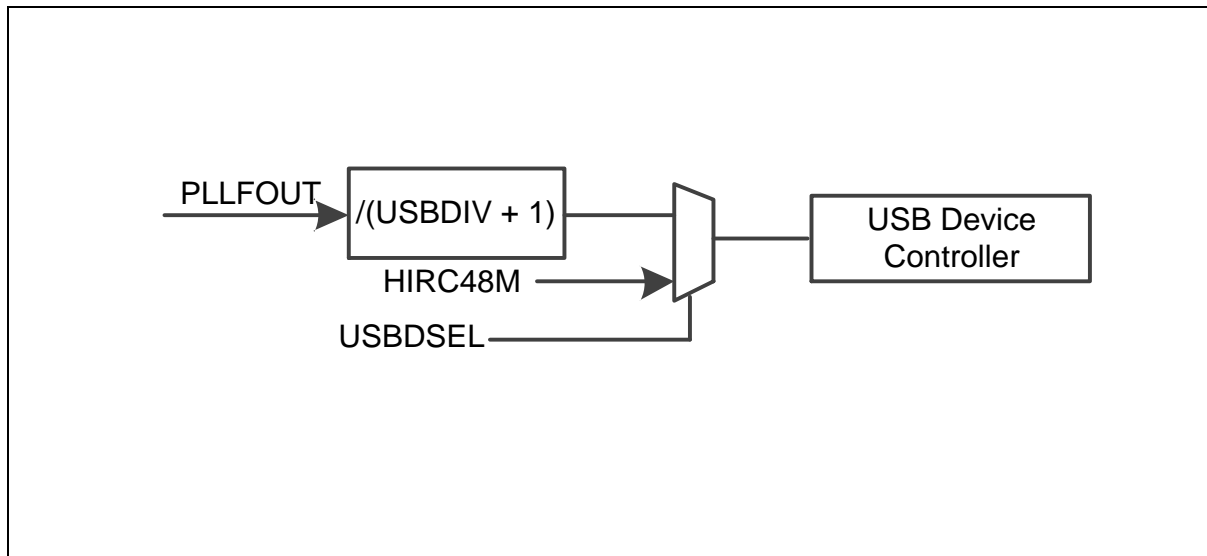 PLLFOUT
/(USBDIV + 1)
HIRC48M
USBDSEL
USB Device
Controller